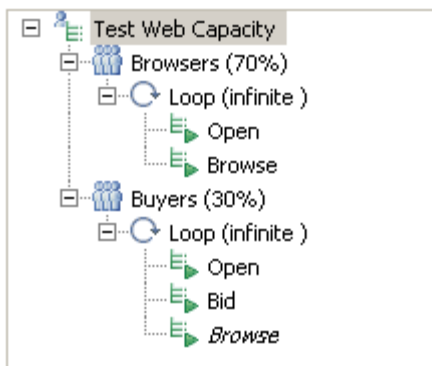 Test Web Capacity
Browsers (70%)
Loop (infinite )
Open
Browse
Buyers (30%)
Loop (infinite )
Open
Bid
Browse